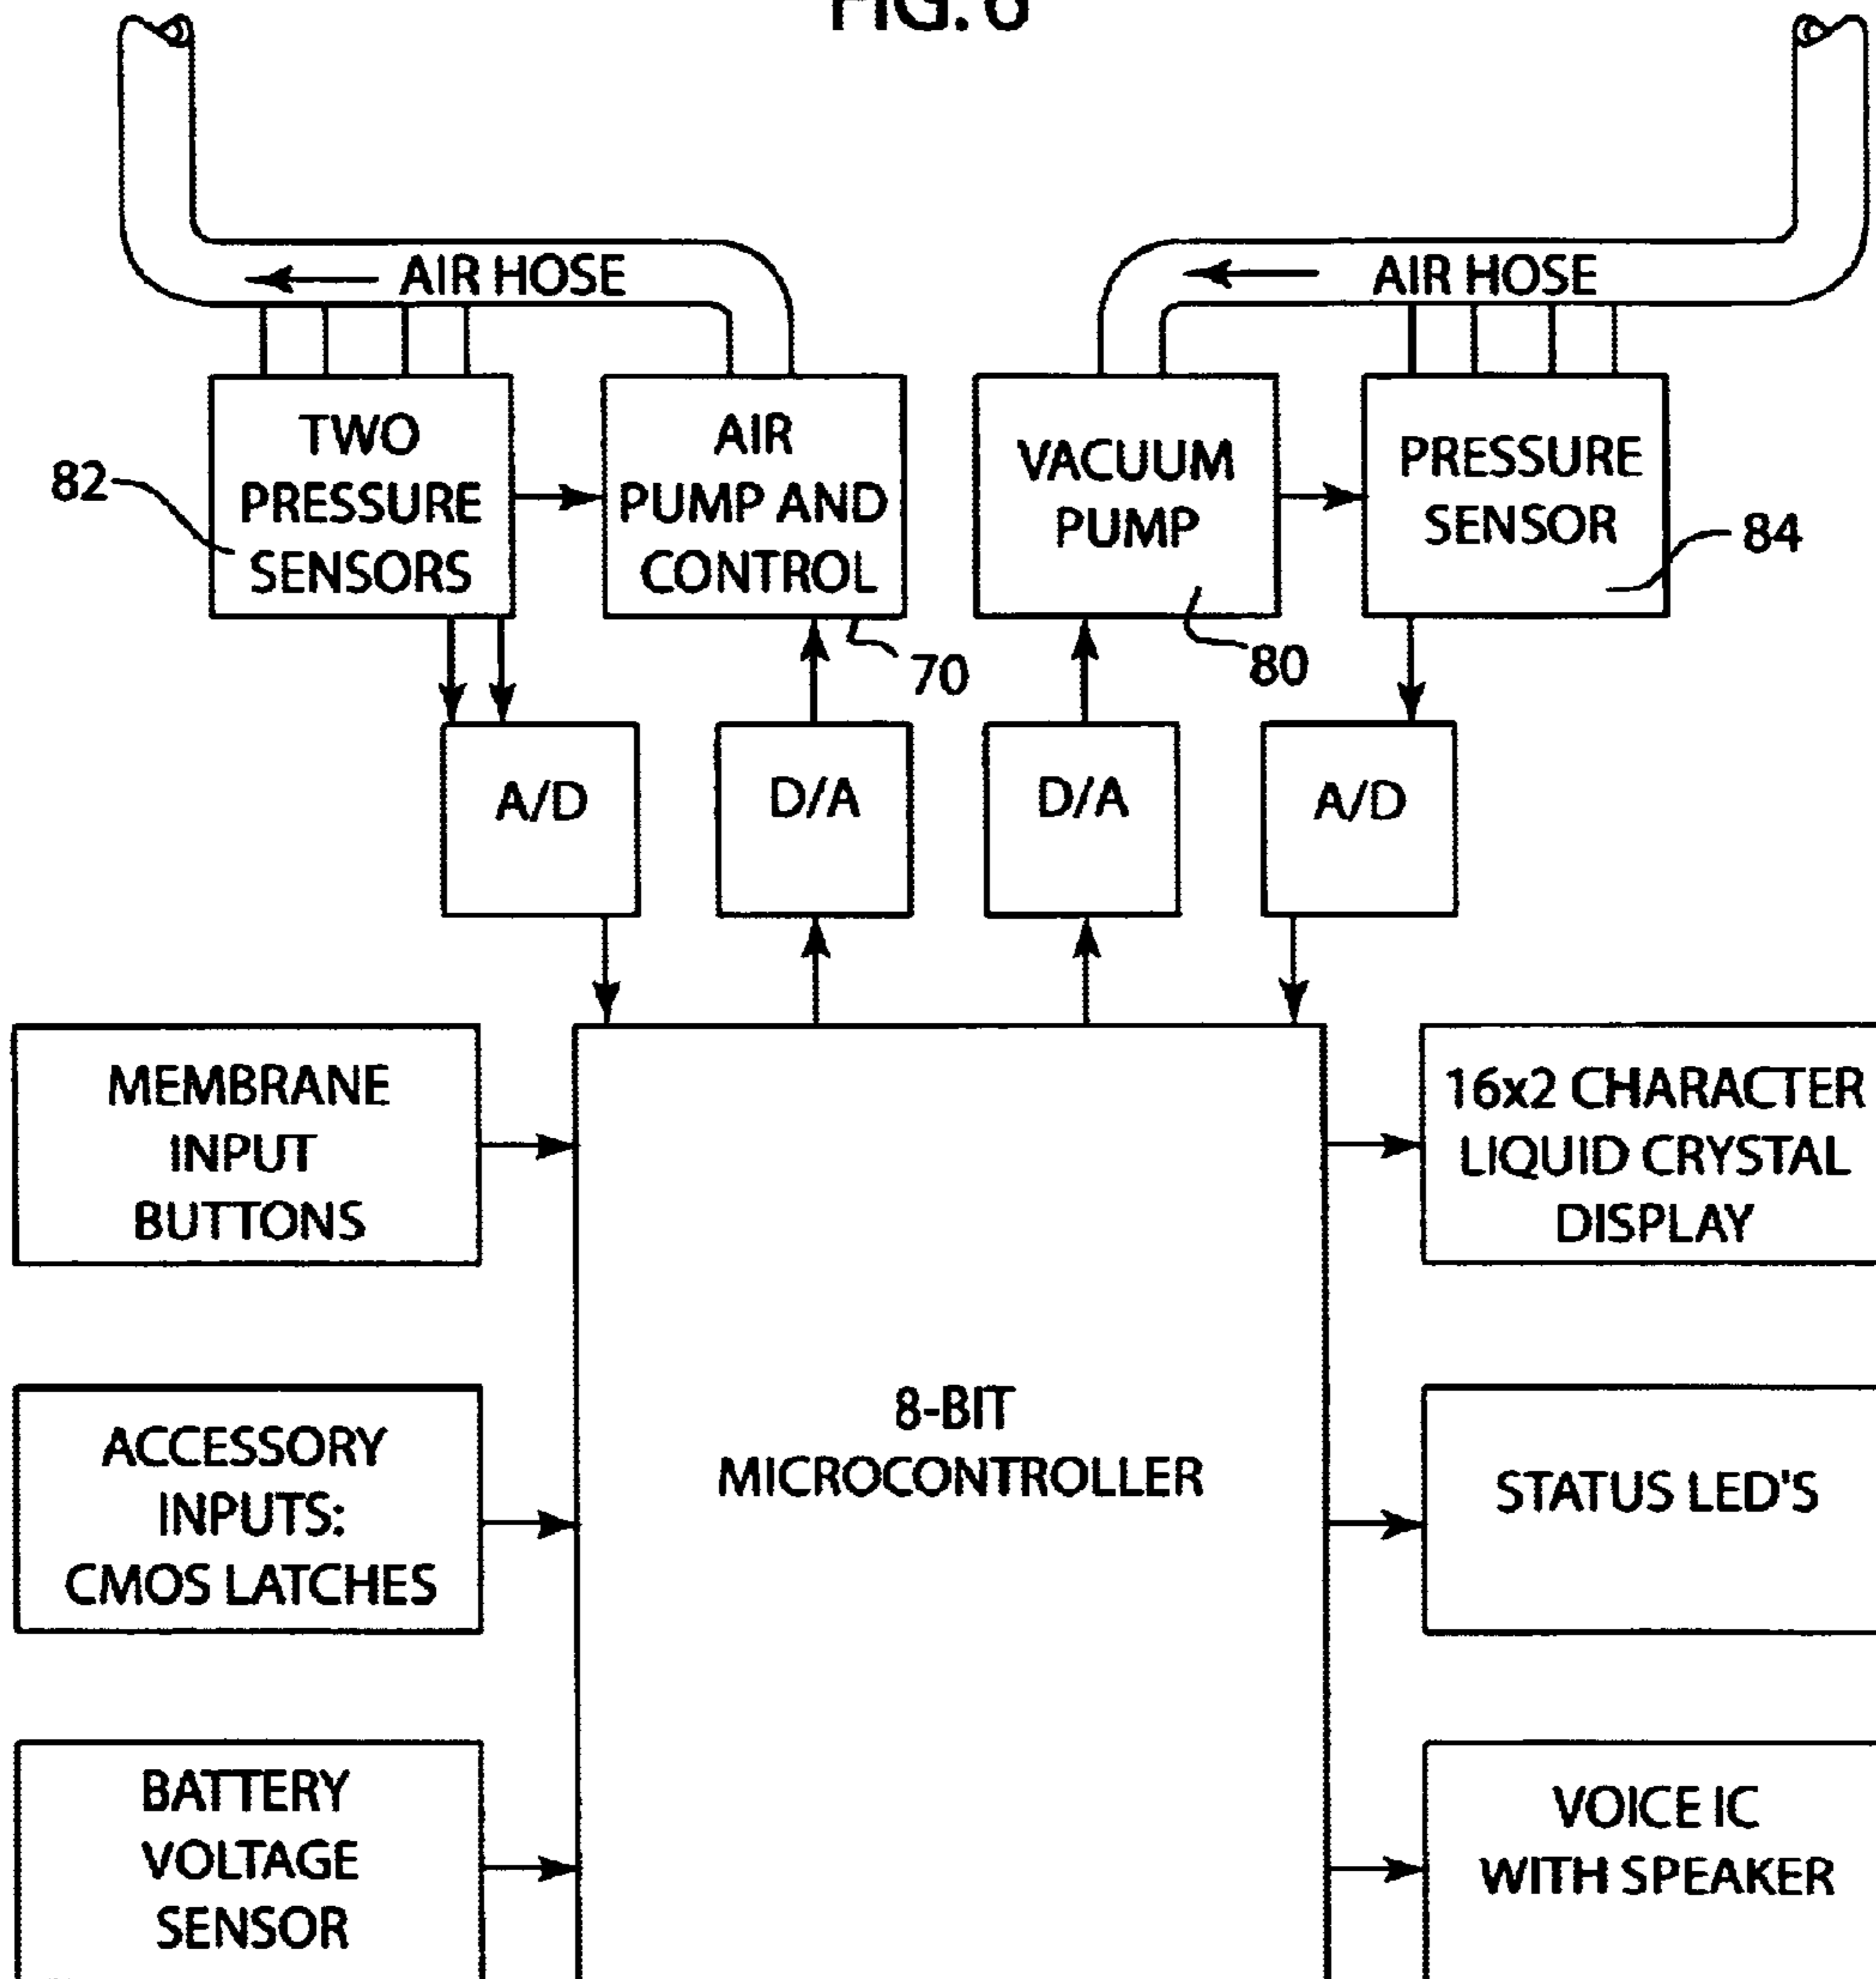 FIG. 6
AIR HOSE
AIR HOSE
TWO
PRESSURE
SENSORS
82
AIR
PUMP AND
CONTROL
70
VACUUM
PUMP
80
PRESSURE
SENSOR
84
A/D
D/A
D/A
A/D
MEMBRANE
INPUT
BUTTONS
ACCESSORY
INPUTS:
CMOS LATCHES
BATTERY
VOLTAGE
SENSOR
8-BIT
MICROCONTROLLER
16x2 CHARACTER
LIQUID CRYSTAL
DISPLAY
STATUS LED'S
VOICE IC
WITH SPEAKER